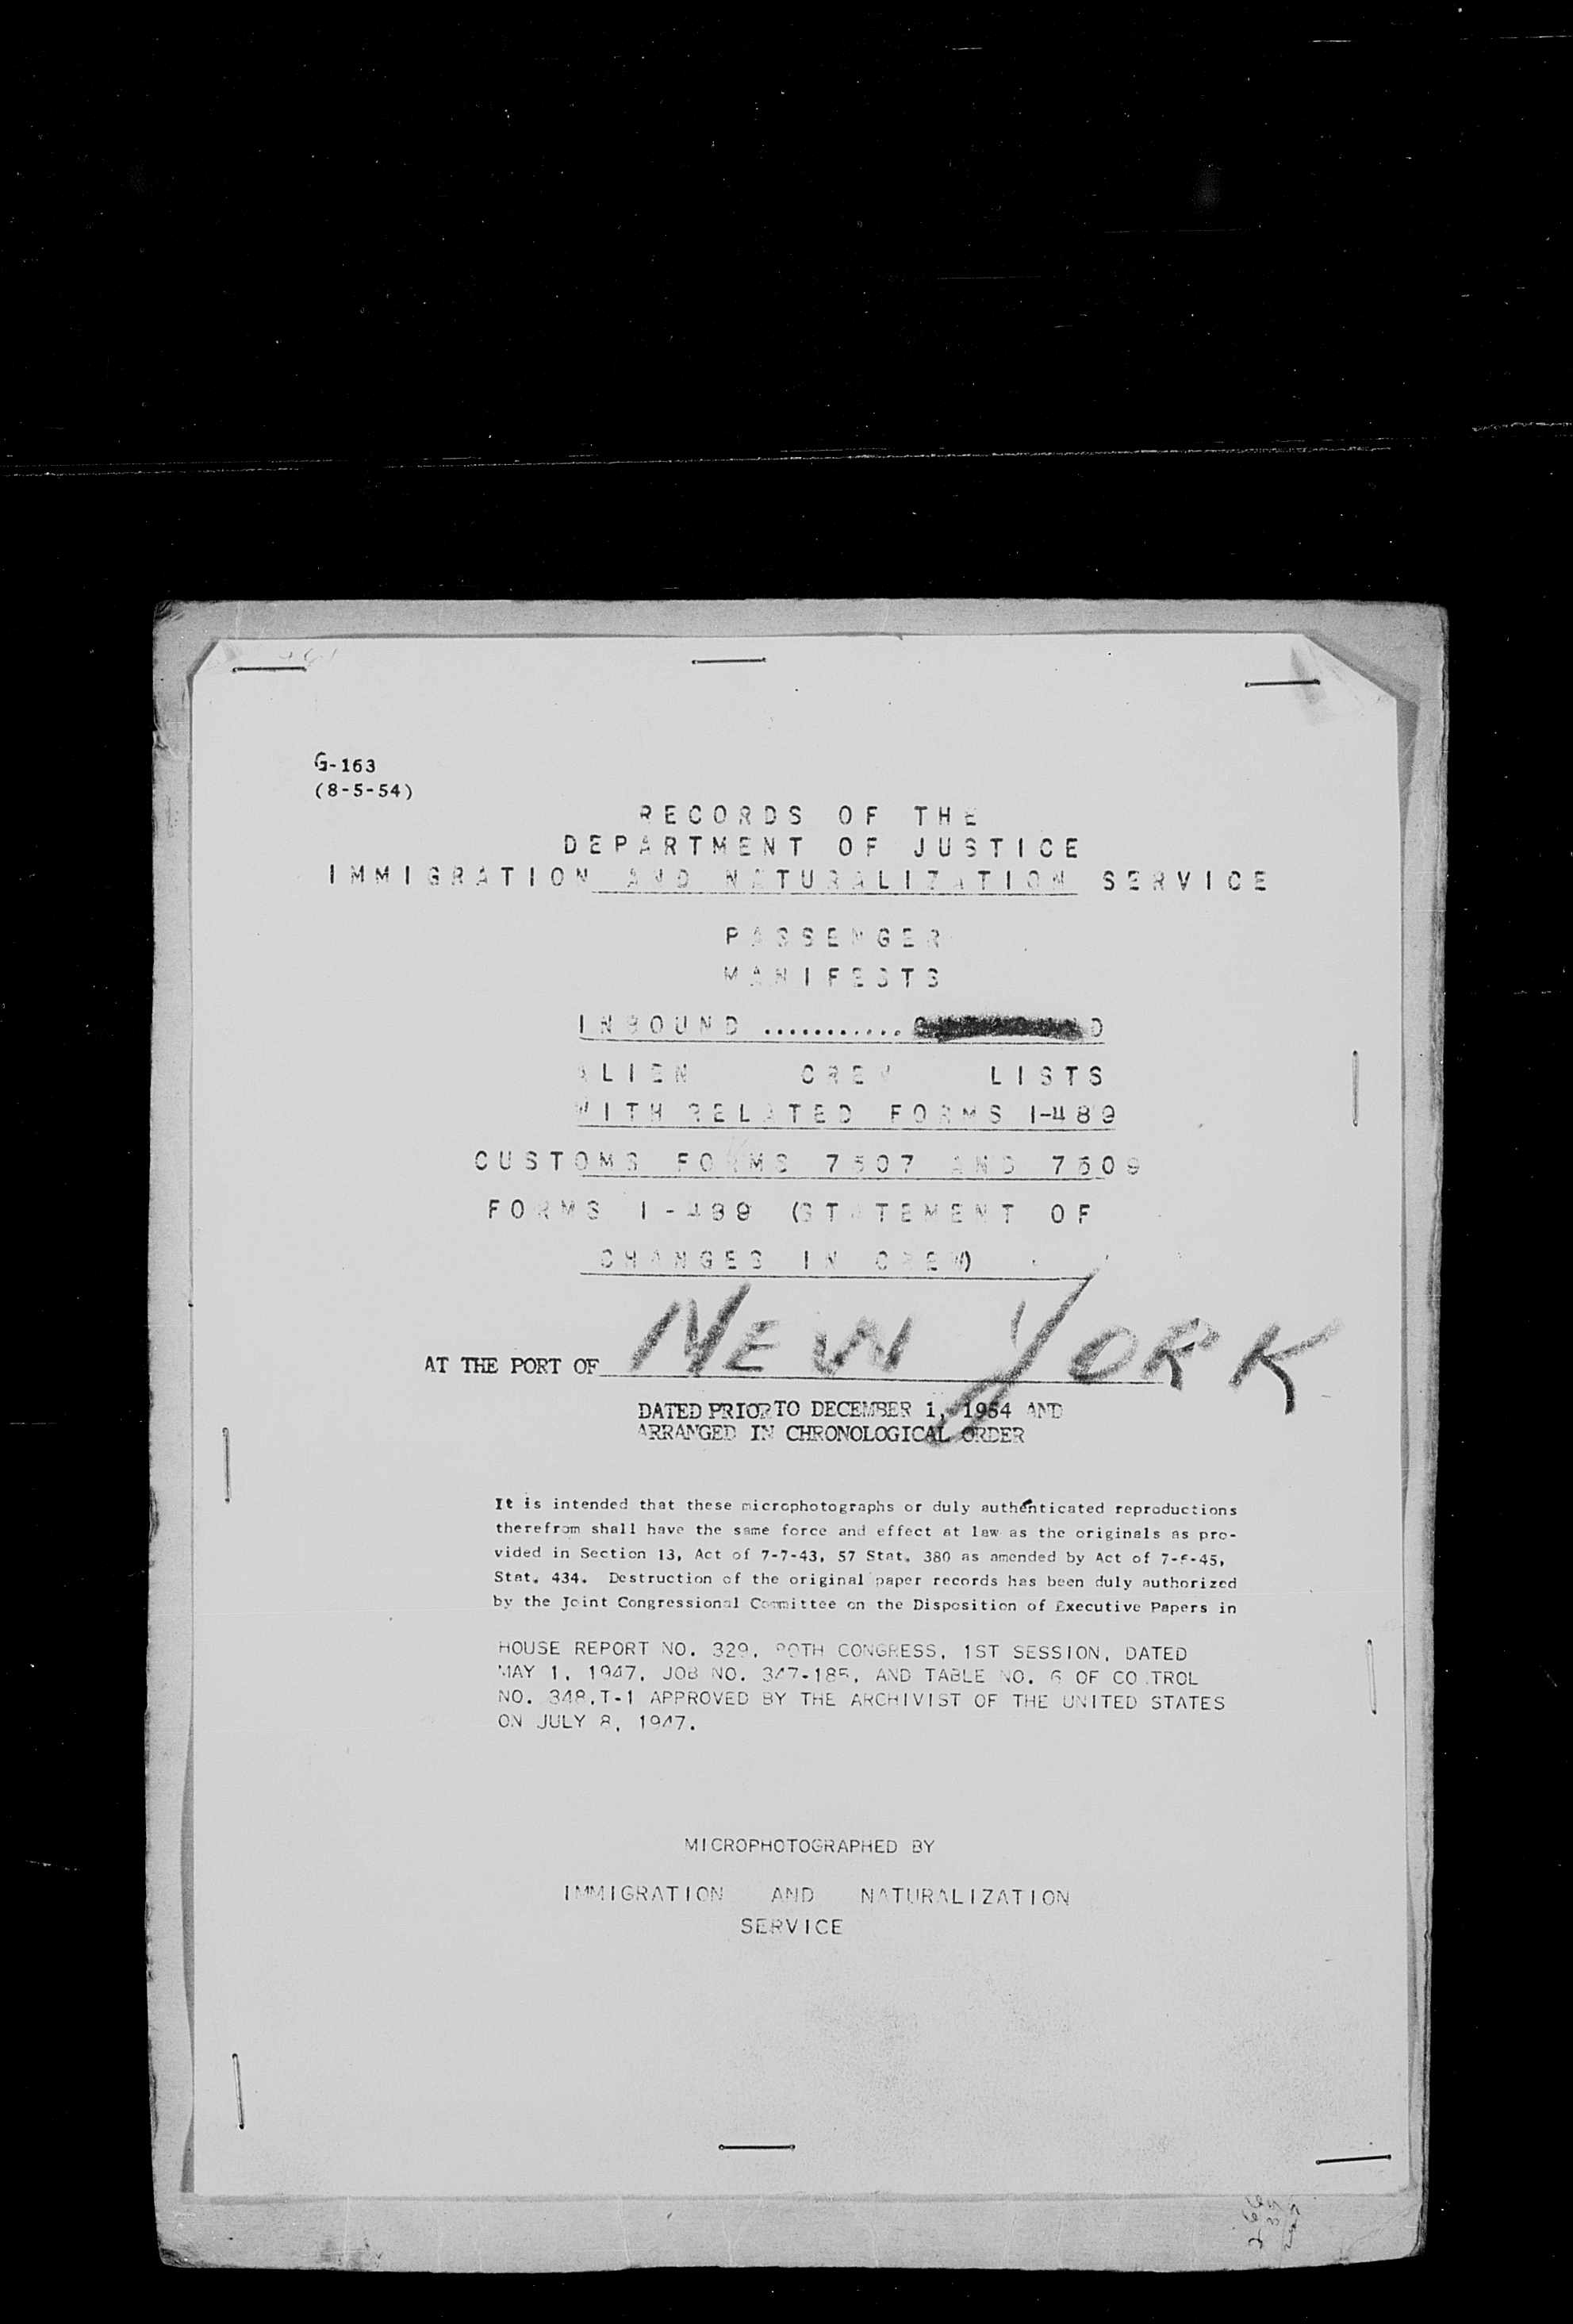 G-163
(8-5-54)
RECORDS OF THE
DEPARTMENT OF JUSTICE
IMMIGRATION AND NATURALIZATION SERVICE
PASSENGER
MANIFESTS
INBOUND ...........
ALIEN CREW LISTS
WITH RELATED FORMS I-489
CUSTOMS FORMS 7507 AND 7509
FORMS I-489 (STATEMENT OF
CHANGES IN CREW)
AT THE PORT OF NEW YORK
DATED PRIOR TO DECEMBER 1, 1954 AND
ARRANGED IN CHRONOLOGICAL ORDER
It is intended that these microphotographs or duly authenticated reproductions
therefrom shall have the same force and effect at law as the originals as pro-
vided in Section 13, Act of 7-7-43, 57 Stat. 380 as amended by Act of 7-6-45,
Stat. 434. Destruction of the original paper records has been duly authorized
by the Joint Congressional Committee on the Disposition of Executive Papers in
HOUSE REPORT NO. 329, 80TH CONGRESS, 1ST SESSION, DATED
MAY 1, 1947, JOB NO. 347-185, AND TABLE NO. 6 OF CO TROL
NO. 348,T-1 APPROVED BY THE ARCHIVIST OF THE UNITED STATES
ON JULY 8, 1947.
MICROPHOTOGRAPHED BY
IMMIGRATION AND NATURALIZATION
SERVICE